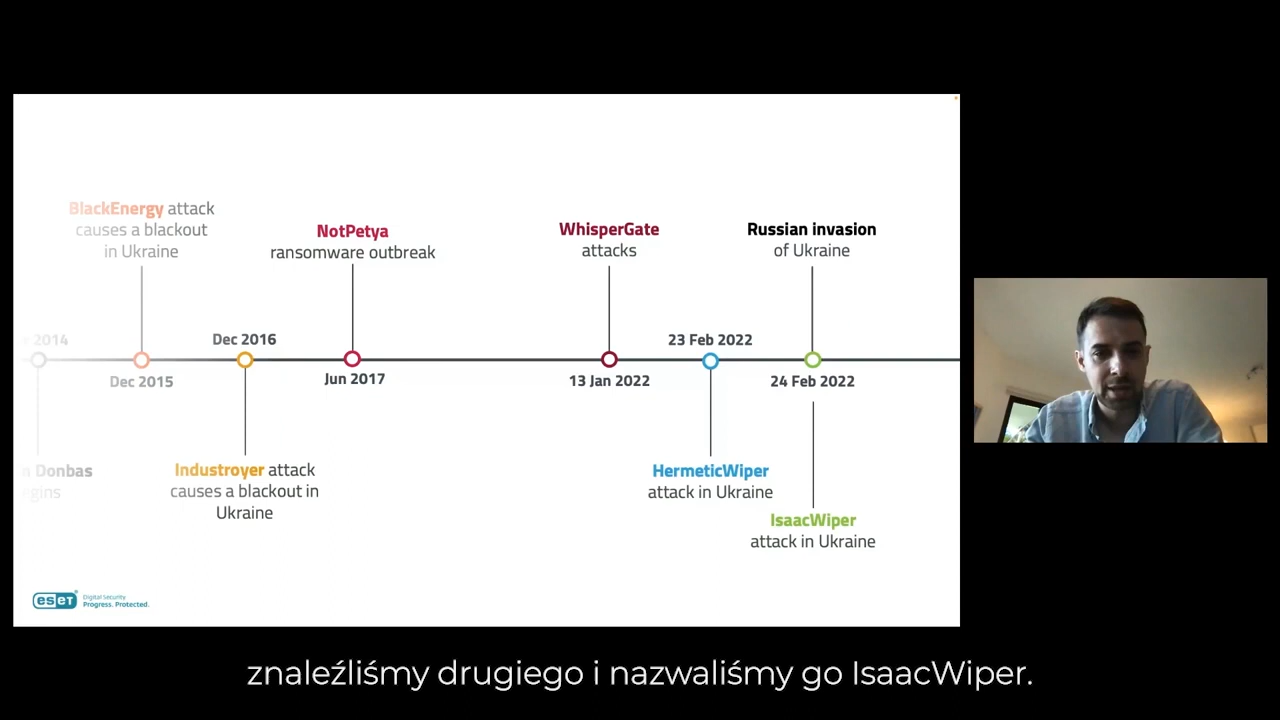 BlackEnergy attack
causes a blackout
in Ukraine
NotPetya
ransomware outbreak
WhisperGate
attacks
Russian invasion
of Ukraine
2014
Dec 2015
Dec 2016
Jun 2017
13 Jan 2022
23 Feb 2022
24 Feb 2022
Donbas
Industroyer attack
causes a blackout in
Ukraine
HermeticWiper
attack in Ukraine
IsaacWiper
attack in Ukraine
eset
Digital Security
Progress. Protected.
znaleźliśmy drugiego i nazwaliśmy go IsaacWiper.